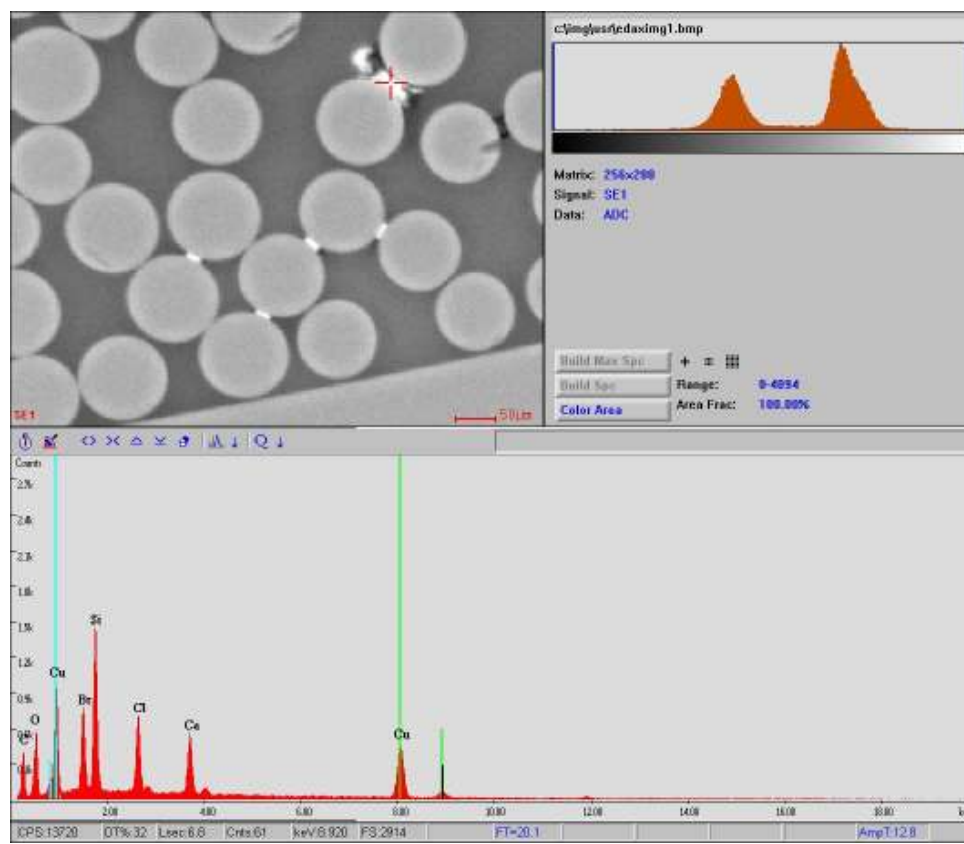 c:\img\usr\edaximg1.bmp
Matrix: 256x200
Signal: SE1
Data: ADC
Build Max Spc
Build Spc
Color Area
Range: 0-4094
Area Frac: 100.00%
SE1
50µm
Counts
Si
Cu
Br
O
Cl
Ca
Cu
C
2.00 4.00 6.00 8.00 10.00 12.00 14.00 16.00 18.00
CPS:13720 DT%:32 Lsec:6.6 Cnts:61 keV:8.920 FS:2914 FT=20.1 AmpT:12.8